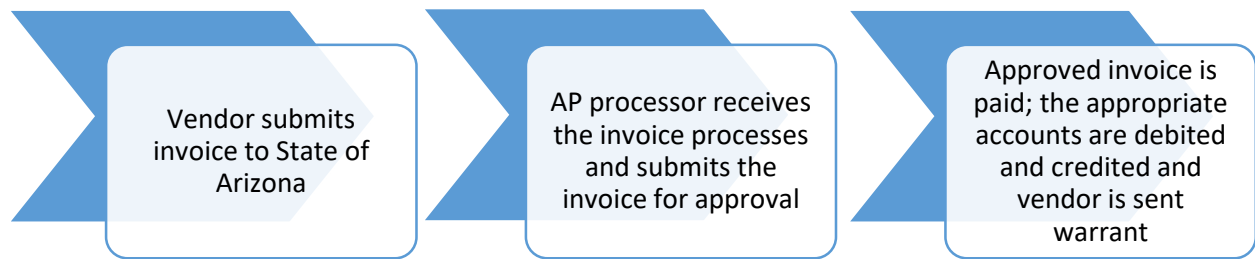 Vendor submits
invoice to State of
Arizona
AP processor receives
the invoice processes
and submits the
invoice for approval
Approved invoice is
paid; the appropriate
accounts are debited
and credited and
vendor is sent
warrant